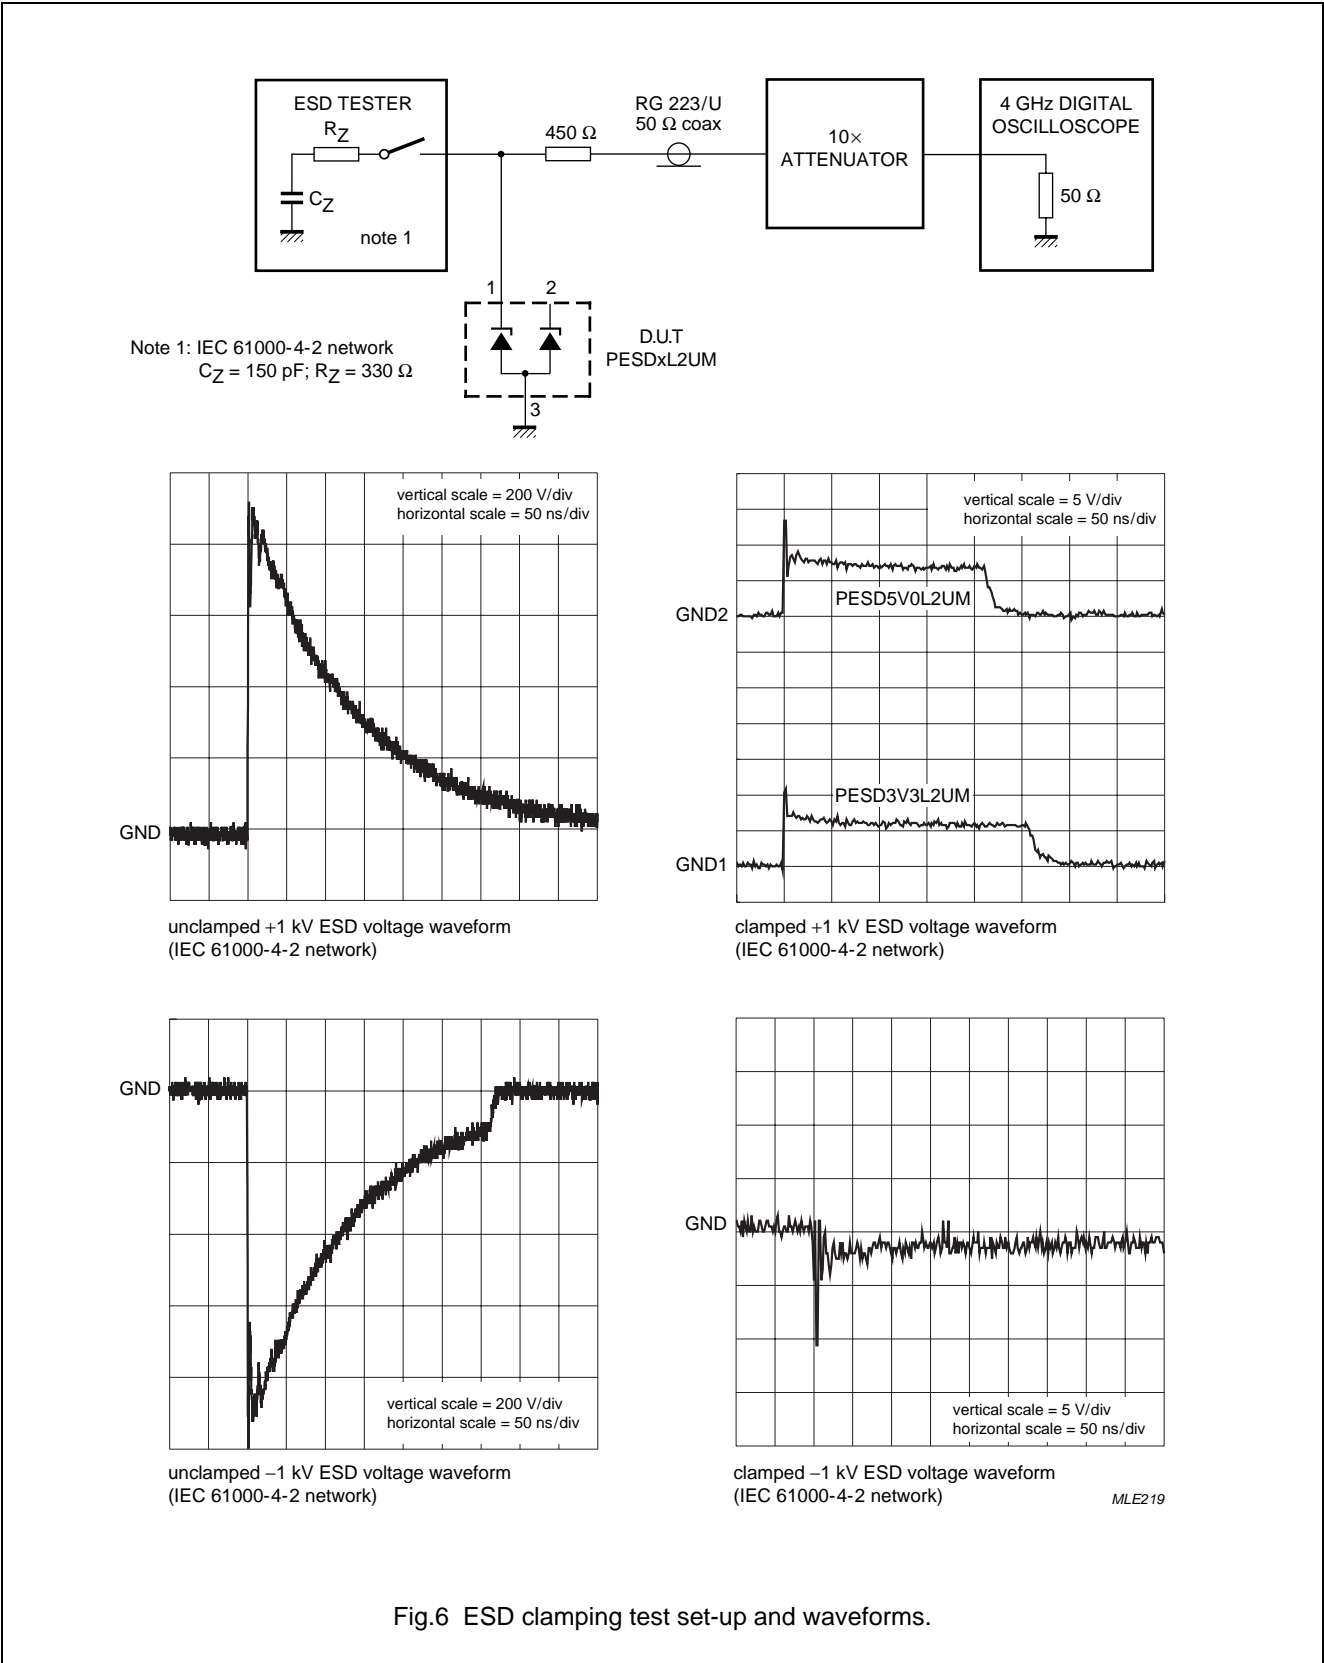 ESD TESTER
RZ
CZ
note 1
450 Ω
RG 223/U
50 Ω coax
10×
ATTENUATOR
4 GHz DIGITAL
OSCILLOSCOPE
50 Ω
1
2
3
D.U.T
PESDxL2UM
Note 1: IEC 61000-4-2 network
CZ = 150 pF; RZ = 330 Ω
vertical scale = 200 V/div
horizontal scale = 50 ns/div
GND
unclamped +1 kV ESD voltage waveform
(IEC 61000-4-2 network)
vertical scale = 5 V/div
horizontal scale = 50 ns/div
GND2
PESD5V0L2UM
PESD3V3L2UM
GND1
clamped +1 kV ESD voltage waveform
(IEC 61000-4-2 network)
GND
vertical scale = 200 V/div
horizontal scale = 50 ns/div
unclamped −1 kV ESD voltage waveform
(IEC 61000-4-2 network)
GND
vertical scale = 5 V/div
horizontal scale = 50 ns/div
clamped −1 kV ESD voltage waveform
(IEC 61000-4-2 network)
MLE219
Fig.6 ESD clamping test set-up and waveforms.